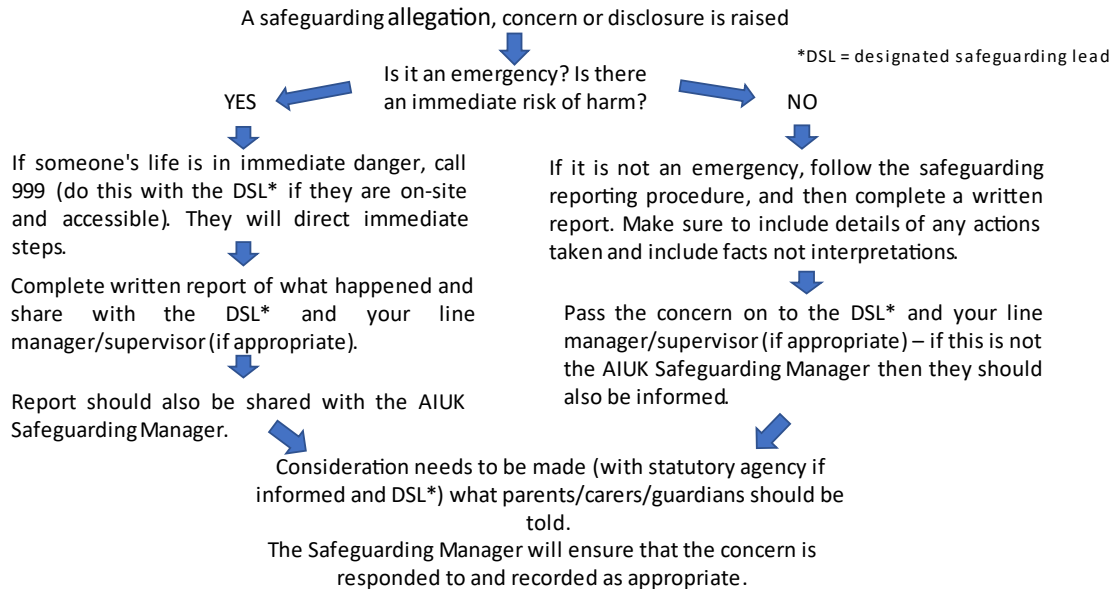 A safeguarding allegation, concern or disclosure is raised
*DSL = designated safeguarding lead
Is it an emergency? Is there
an immediate risk of harm?
YES
NO
If someone's life is in immediate danger, call
999 (do this with the DSL* if they are on-site
and accessible). They will direct immediate
steps.
Complete written report of what happened and
share with the DSL* and your line
manager/supervisor (if appropriate).
Report should also be shared with the AIUK
Safeguarding Manager.
If it is not an emergency, follow the safeguarding
reporting procedure, and then complete a written
report. Make sure to include details of any actions
taken and include facts not interpretations.
Pass the concern on to the DSL* and your line
manager/supervisor (if appropriate) – if this is not
the AIUK Safeguarding Manager then they should
also be informed.
Consideration needs to be made (with statutory agency if
informed and DSL*) what parents/carers/guardians should be
told.
The Safeguarding Manager will ensure that the concern is
responded to and recorded as appropriate.